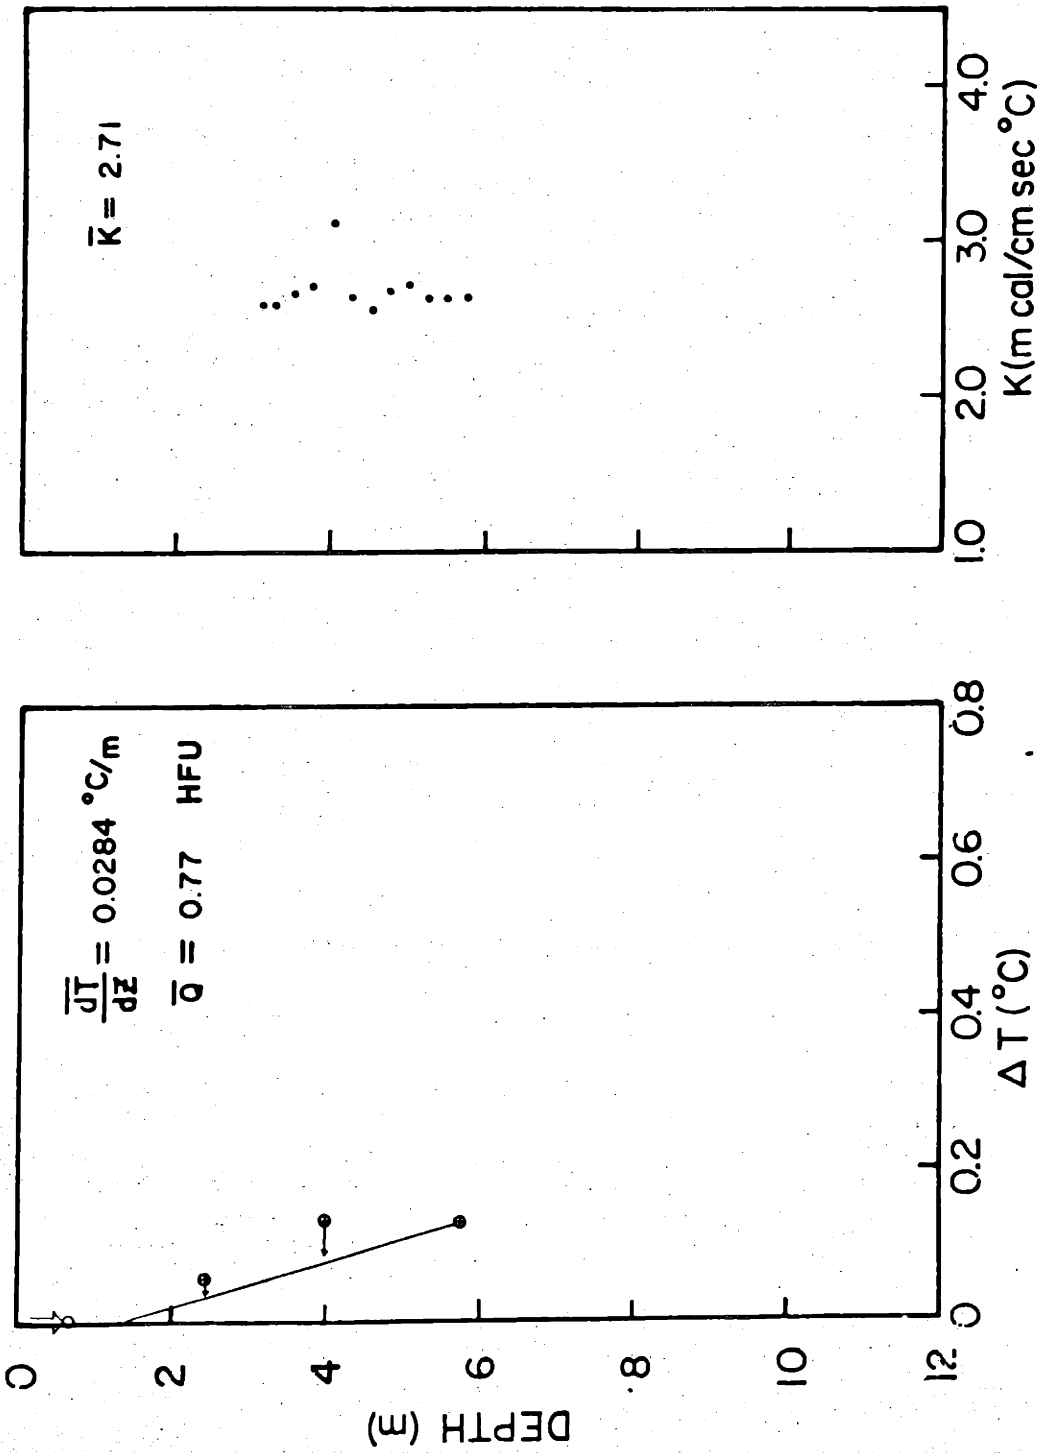 DEPTH (m)
0
2
4
6
8
10
12
dT/dZ = 0.0284 °C/m
Q = 0.77 HFU
0
0.2
0.4
0.6
0.8
Δ T (°C)
K = 2.71
1.0
2.0
3.0
4.0
K(m cal/cm sec °C)